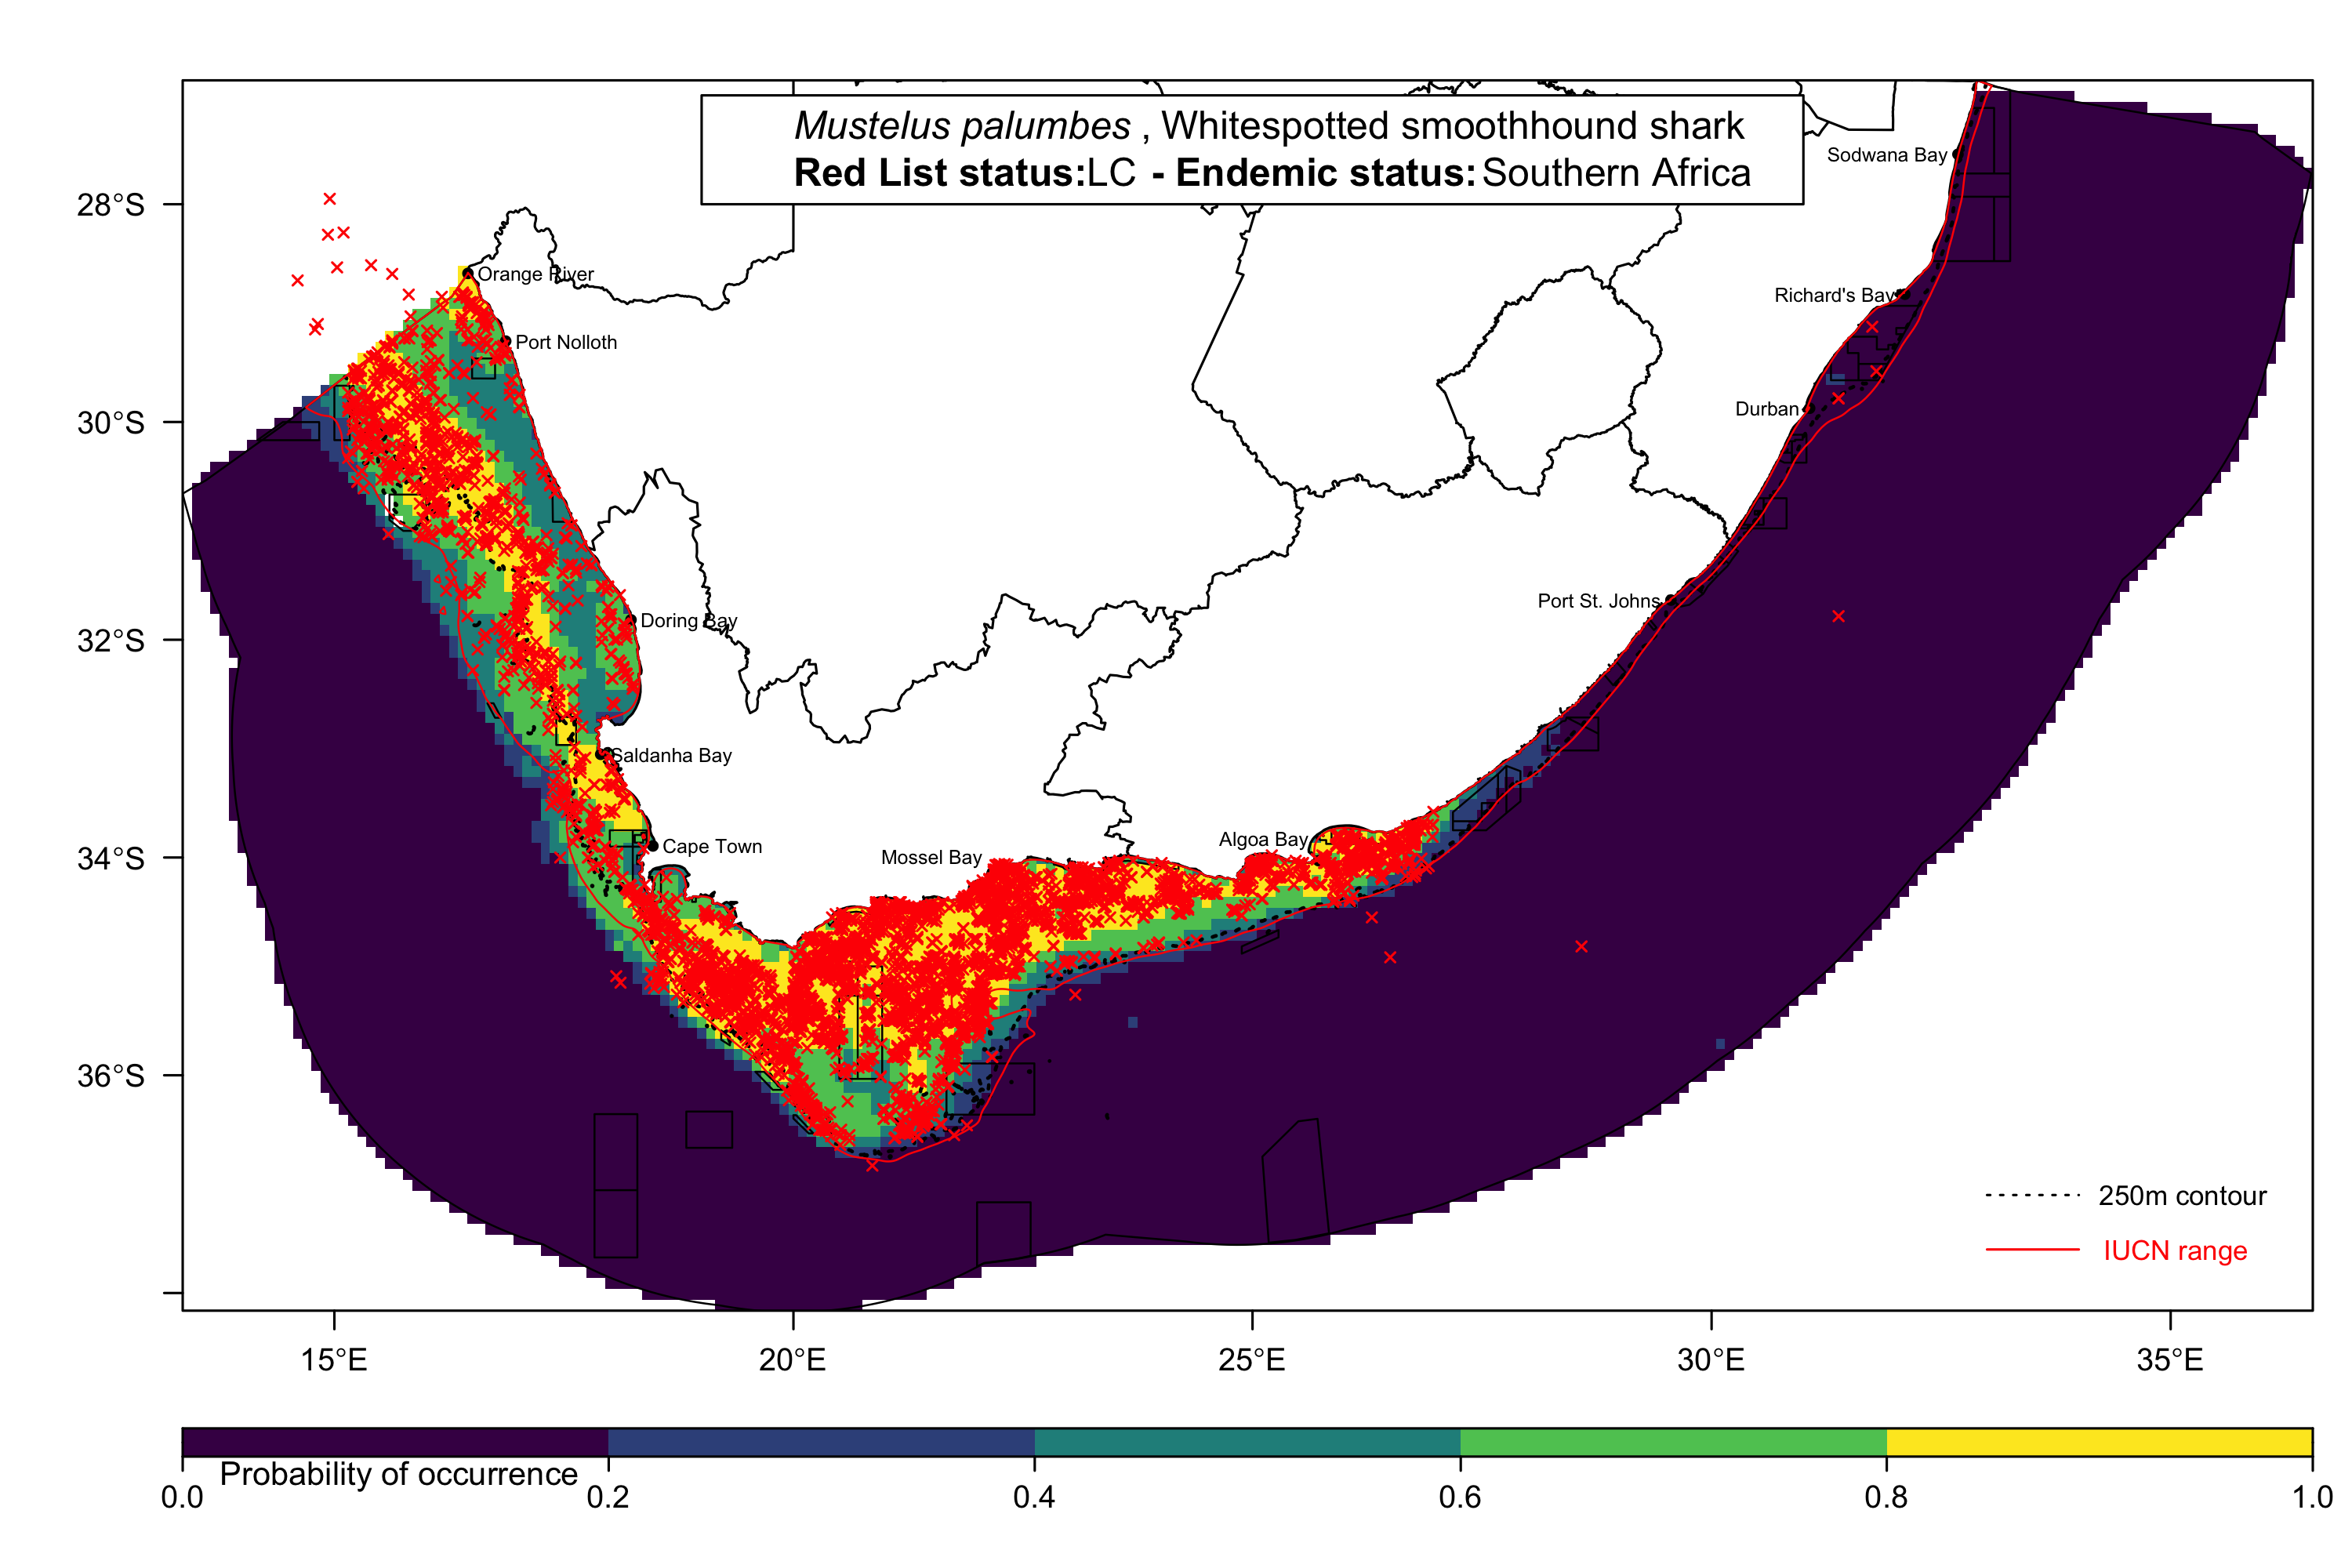 Mustelus palumbes , Whitespotted smoothhound shark
Red List status:LC - Endemic status:Southern Africa
Sodwana Bay
28°S
Orange River
Richard's Bay
Port Nolloth
Durban
30°S
Port St. Johns
Doring Bay
32°S
Saldanha Bay
Algoa Bay
Cape Town
Mossel Bay
34°S
36°S
250m contour
IUCN range
15°E
20°E
25°E
30°E
35°E
Probability of occurrence
0.0
0.2
0.4
0.6
0.8
1.0